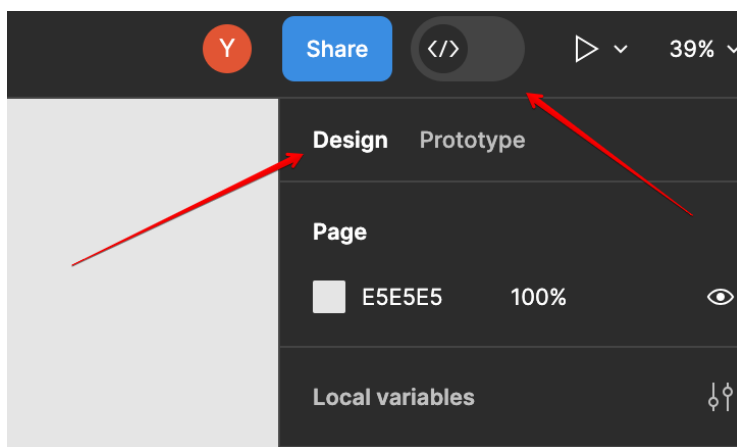 Y Share </> 39%
Design Prototype
Page
E5E5E5 100%
Local variables